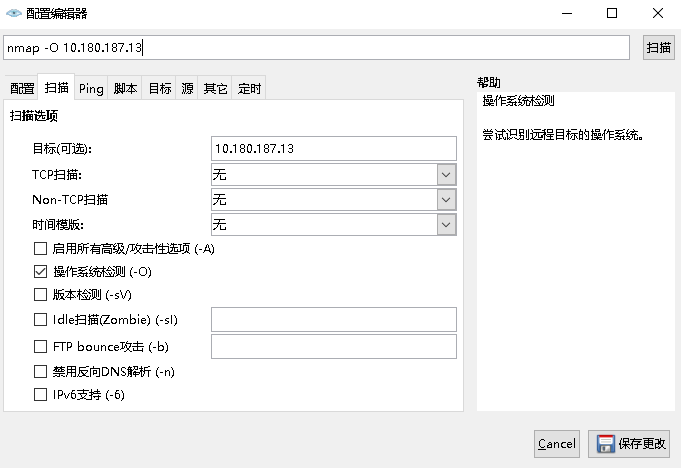 配置编辑器
nmap -O 10.180.187.13
扫描
配置 扫描 Ping 脚本 目标 源 其它 定时
帮助
扫描选项
操作系统检测
尝试识别远程目标的操作系统。
目标(可选): 10.180.187.13
TCP扫描: 无
Non-TCP扫描 无
时间模版: 无
启用所有高级/攻击性选项 (-A)
操作系统检测 (-O)
版本检测 (-sV)
Idle扫描(Zombie) (-sI)
FTP bounce攻击 (-b)
禁用反向DNS解析 (-n)
IPv6支持 (-6)
Cancel 保存更改